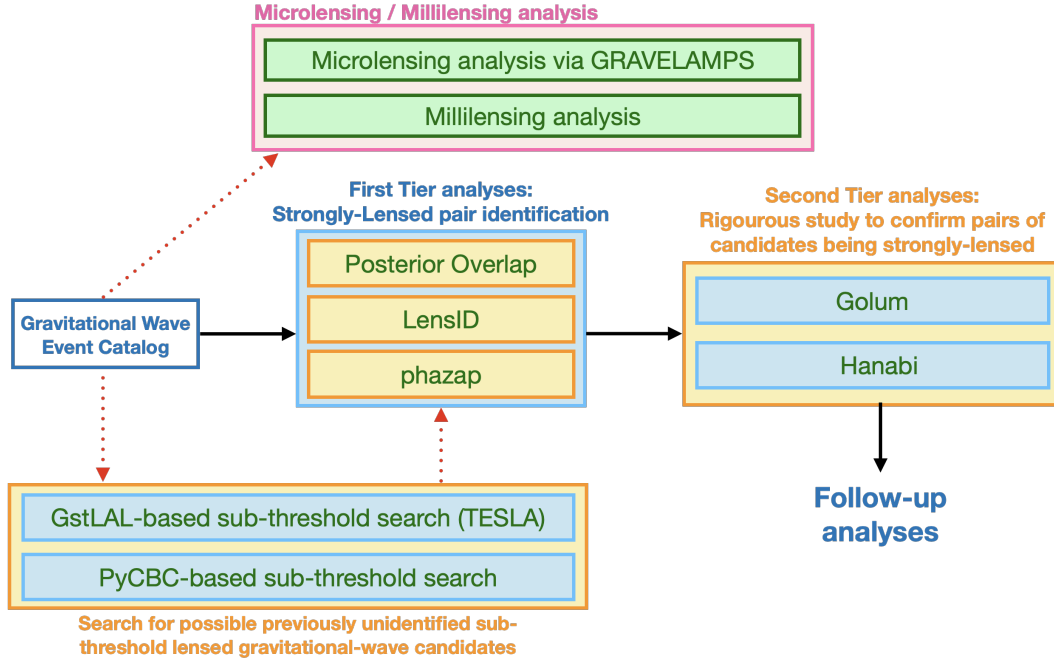 Microlensing / Millilensing analysis
Microlensing analysis via GRAVELAMPS
Millilensing analysis
First Tier analyses:
Strongly-Lensed pair identification
Posterior Overlap
LensID
phazap
Second Tier analyses:
Rigourous study to confirm pairs of
candidates being strongly-lensed
Golum
Hanabi
Gravitational Wave
Event Catalog
Follow-up
analyses
GstLAL-based sub-threshold search (TESLA)
PyCBC-based sub-threshold search
Search for possible previously unidentified sub-
threshold lensed gravitational-wave candidates